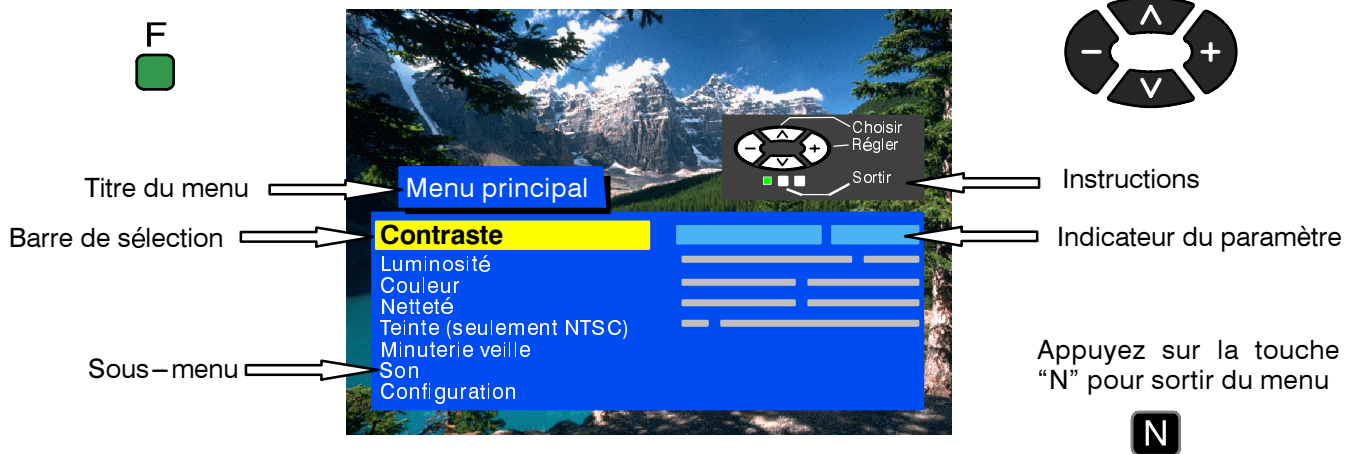 F
Choisir
Régler
Sortir
Titre du menu
Menu principal
Instructions
Barre de sélection
Contraste
Indicateur du paramètre
Luminosité
Couleur
Netteté
Teinte (seulement NTSC)
Minuterie veille
Sous–menu
Son
Configuration
Appuyez sur la touche
“N” pour sortir du menu
N